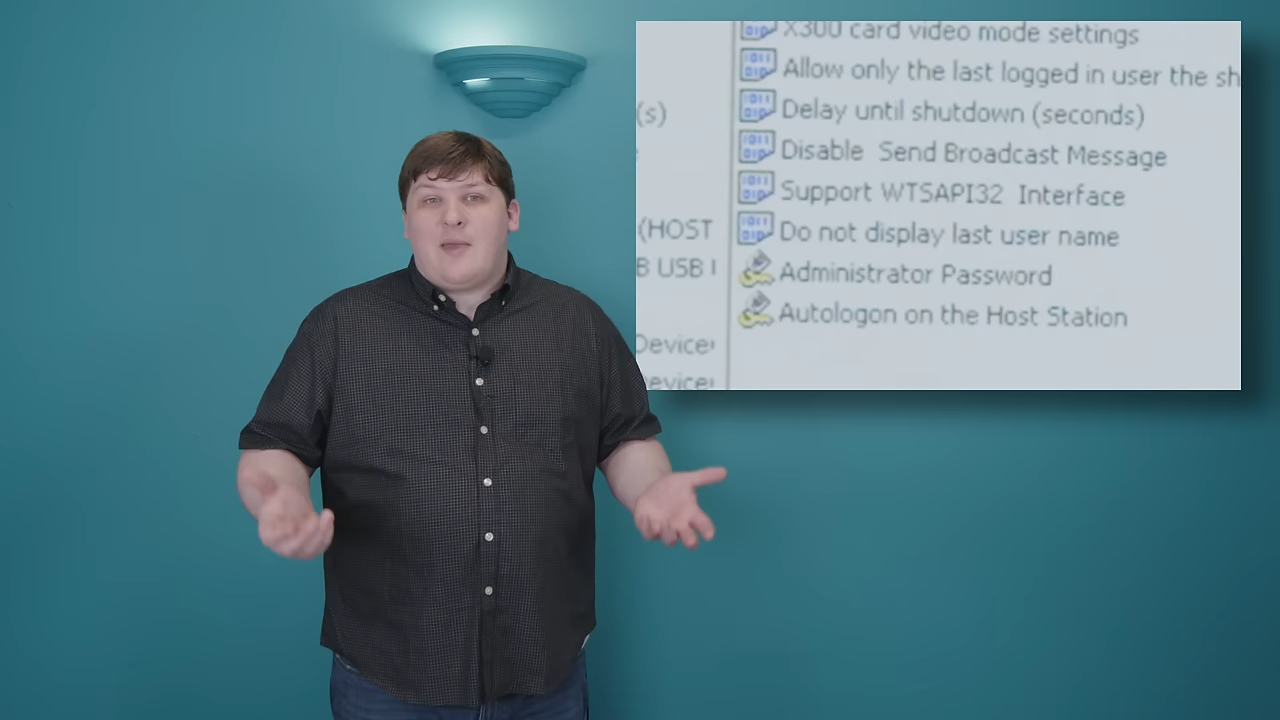 X300 card video mode settings
Allow only the last logged in user the sh
(s)
Delay until shutdown (seconds)
Disable Send Broadcast Message
Support WTSAPI32 Interface
(HOST
Do not display last user name
B USB
Administrator Password
Autologon on the Host Station
Device
evice